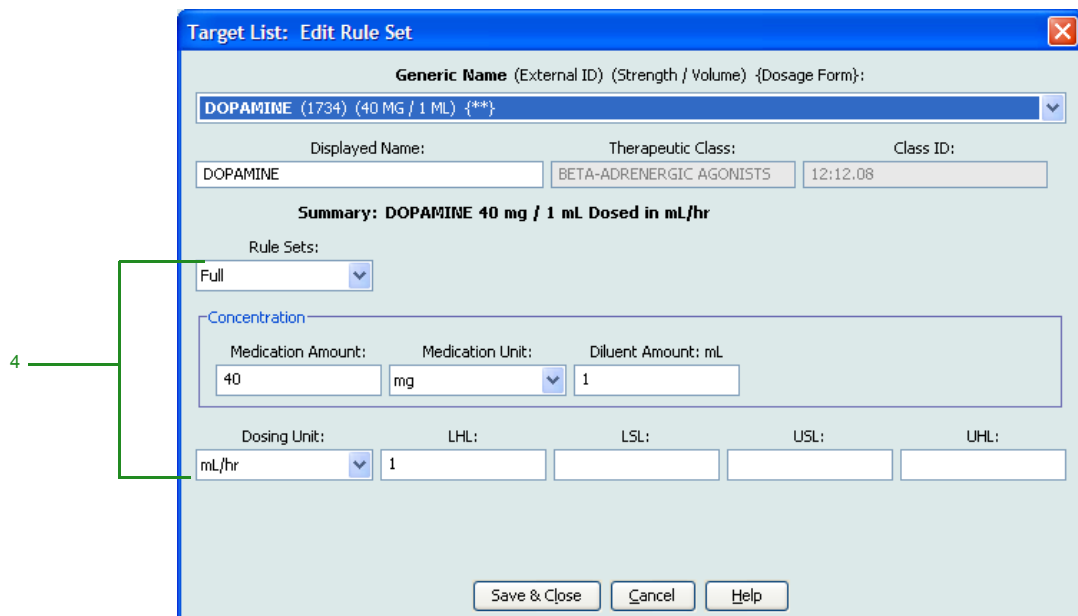 Target List: Edit Rule Set
Generic Name (External ID) (Strength / Volume) {Dosage Form}:
DOPAMINE (1734) (40 MG / 1 ML) {**}
Displayed Name: Therapeutic Class: Class ID:
DOPAMINE BETA-ADRENERGIC AGONISTS 12:12.08
Summary: DOPAMINE 40 mg / 1 mL Dosed in mL/hr
Rule Sets:
Full
Concentration
4
Medication Amount: Medication Unit: Diluent Amount: mL
40 mg 1
Dosing Unit: LHL: LSL: USL: UHL:
mL/hr 1
Save & Close Cancel Help